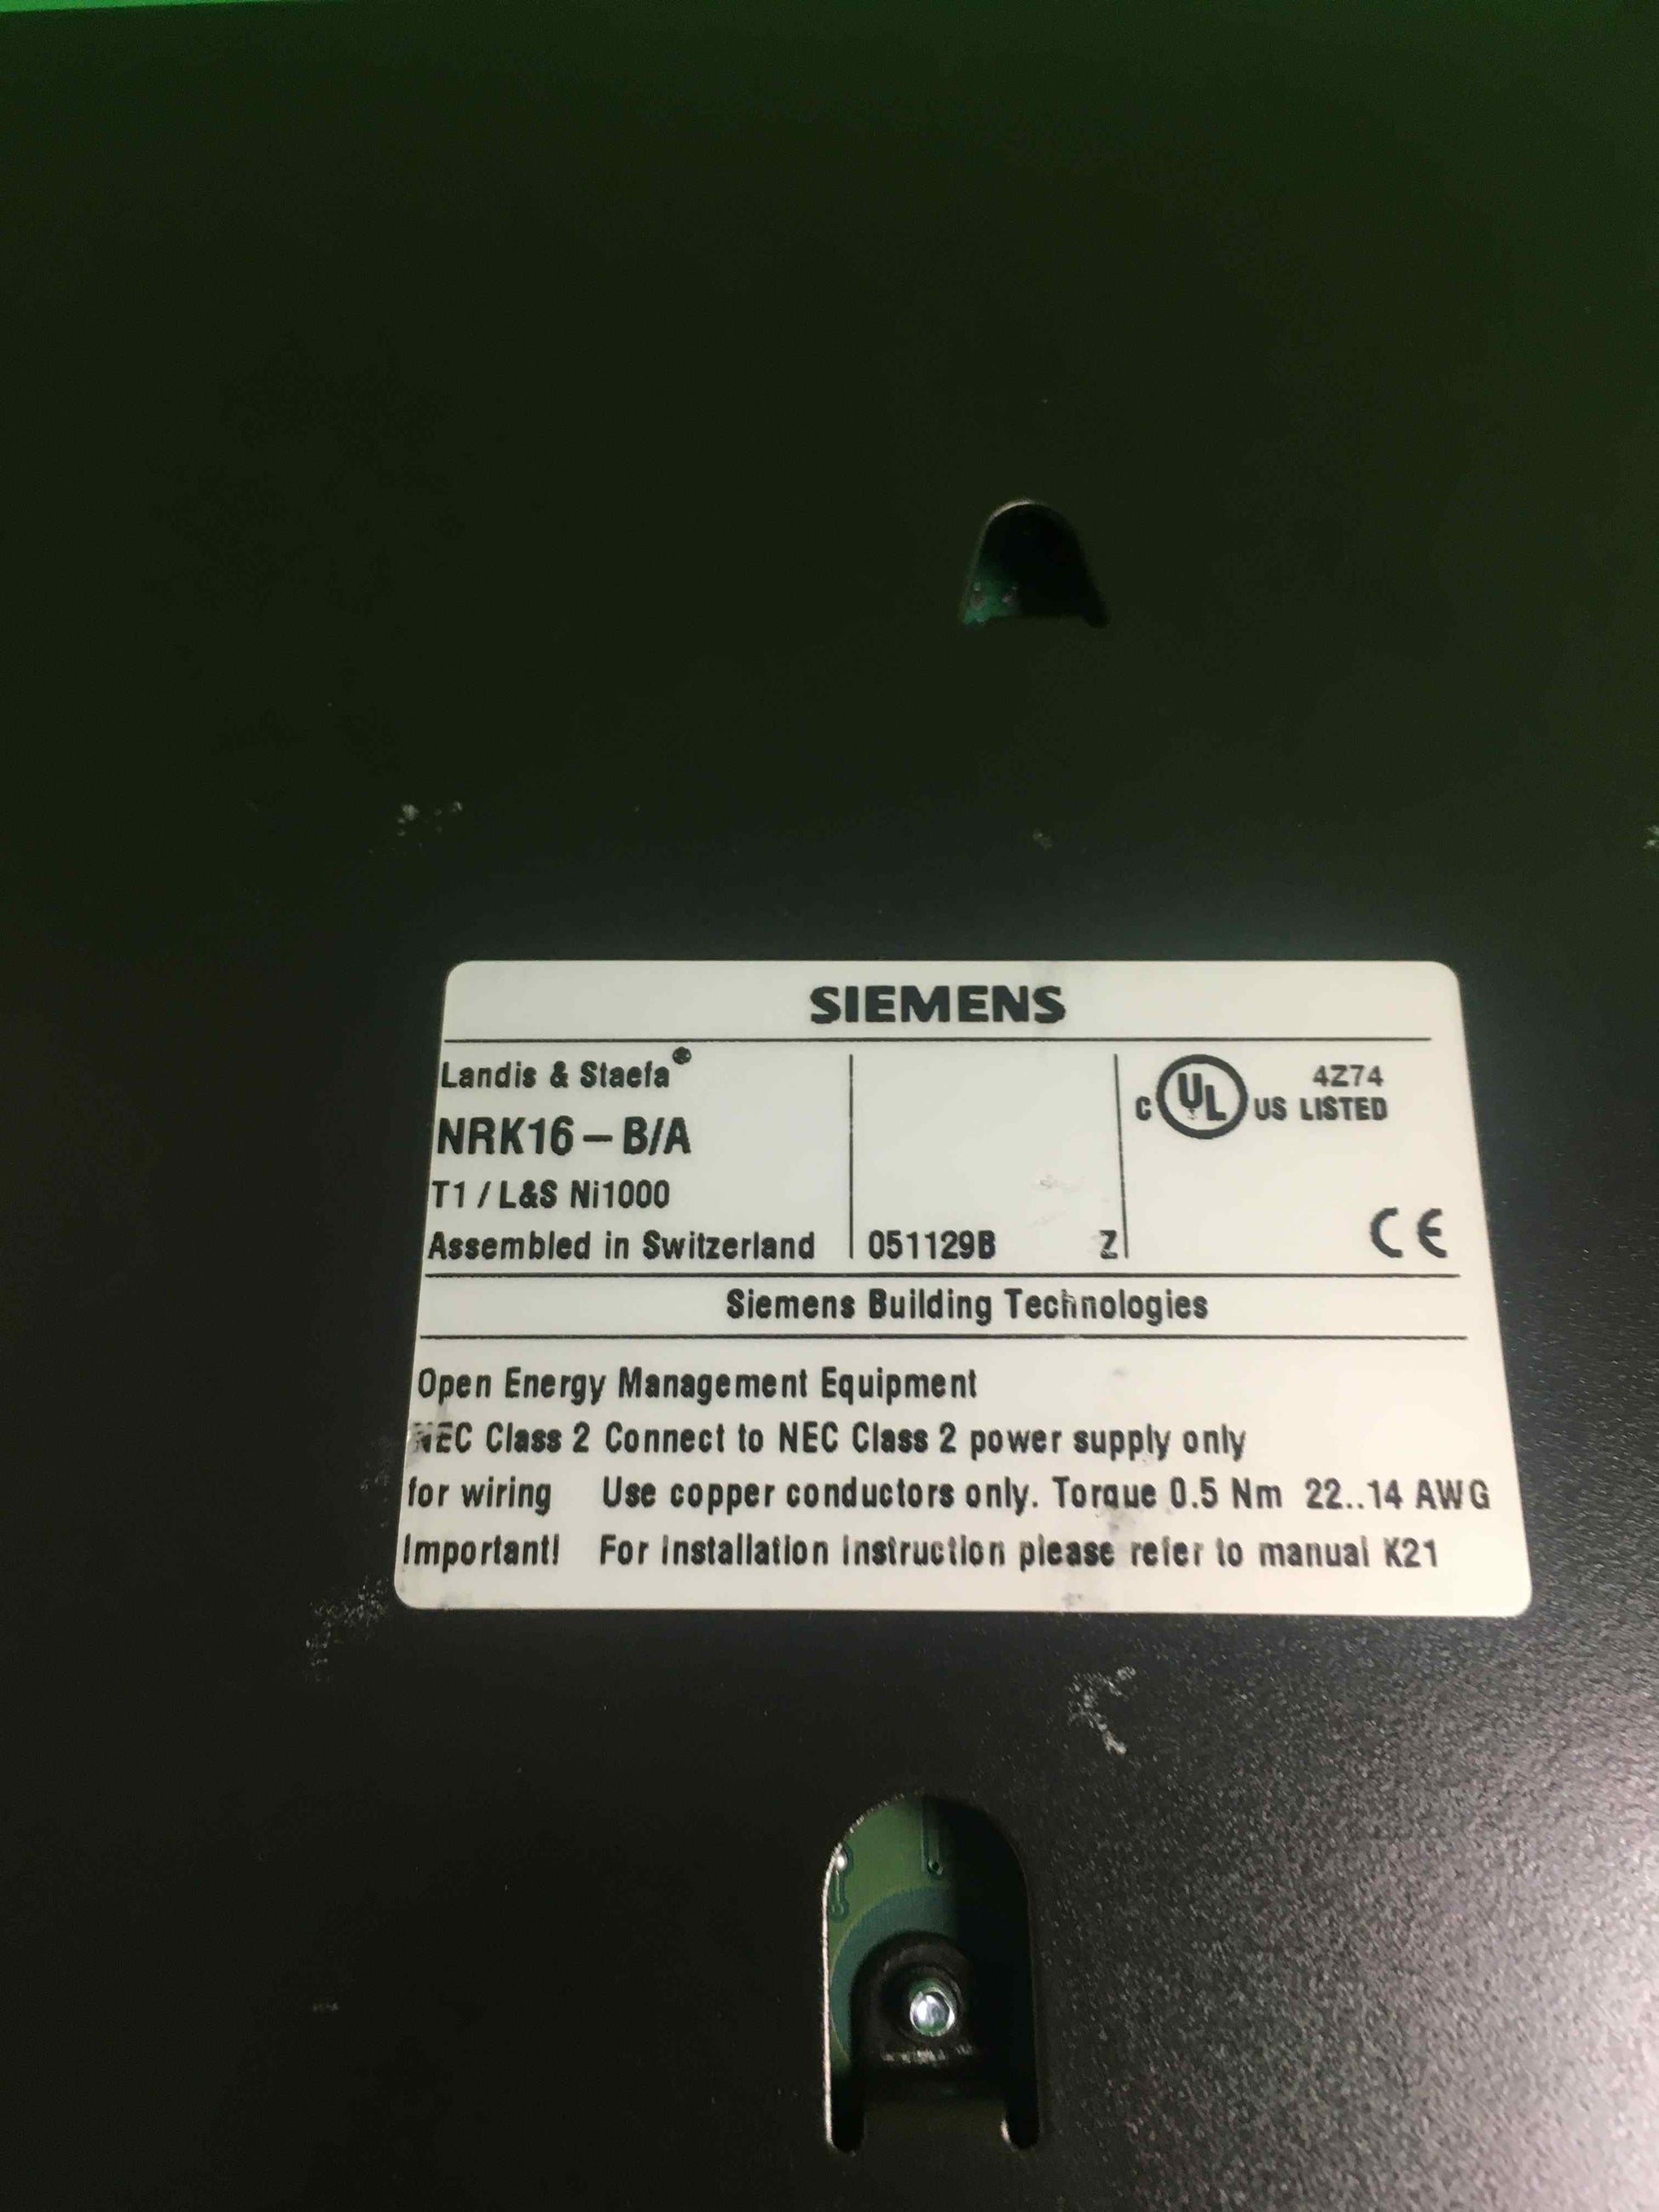 SIEMENS
Landis & Staefa®
NRK16 – B/A
T1 / L&S Ni1000
Assembled in Switzerland
051129B Z
C UL US LISTED
4Z74
CE
Siemens Building Technologies
Open Energy Management Equipment
NEC Class 2 Connect to NEC Class 2 power supply only
for wiring Use copper conductors only. Torque 0.5 Nm 22..14 AWG
Important! For installation instruction please refer to manual K21